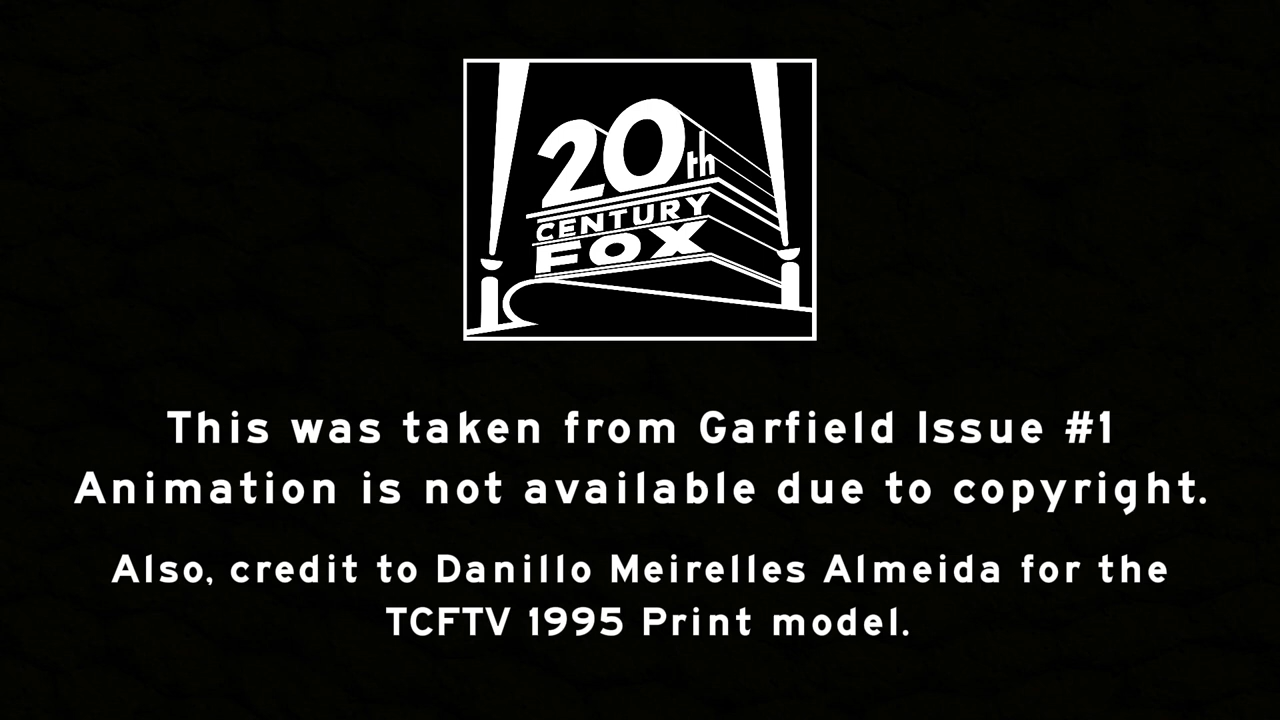 20th
CENTURY
FOX
This was taken from Garfield Issue #1
Animation is not available due to copyright.
Also, credit to Danillo Meirelles Almeida for the
TCFTV 1995 Print model.